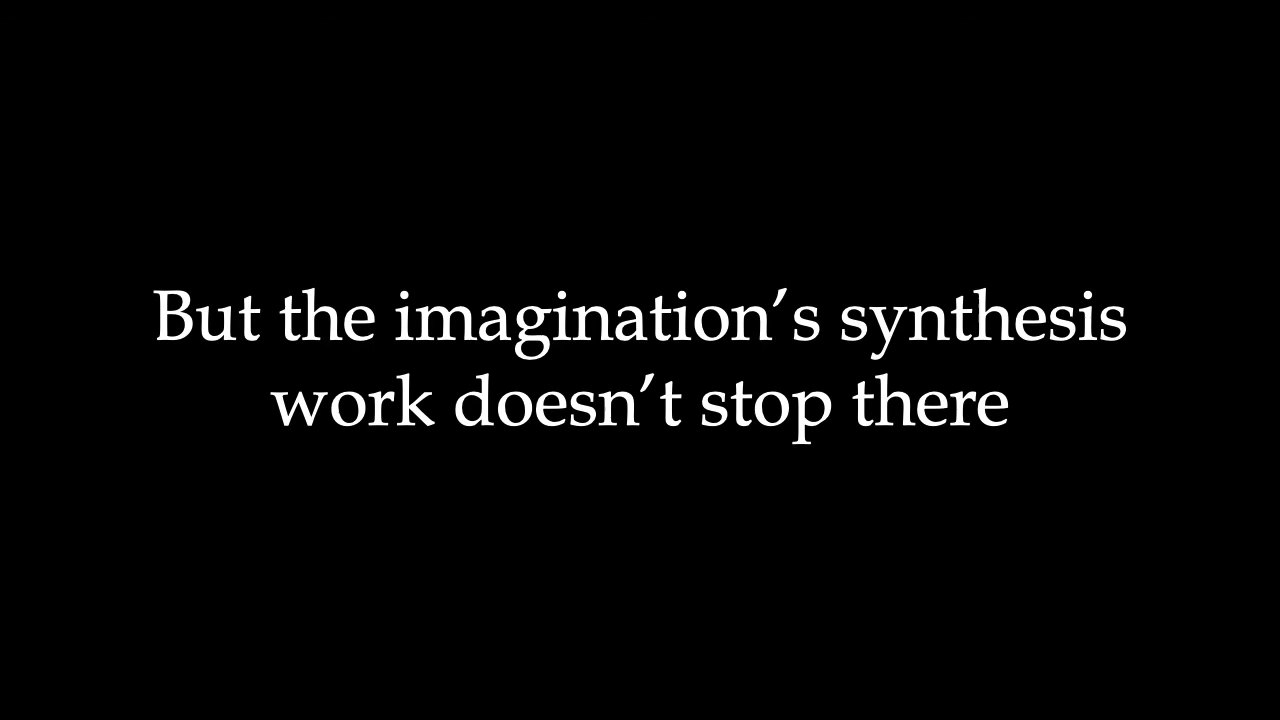 But the imagination’s synthesis
work doesn’t stop there